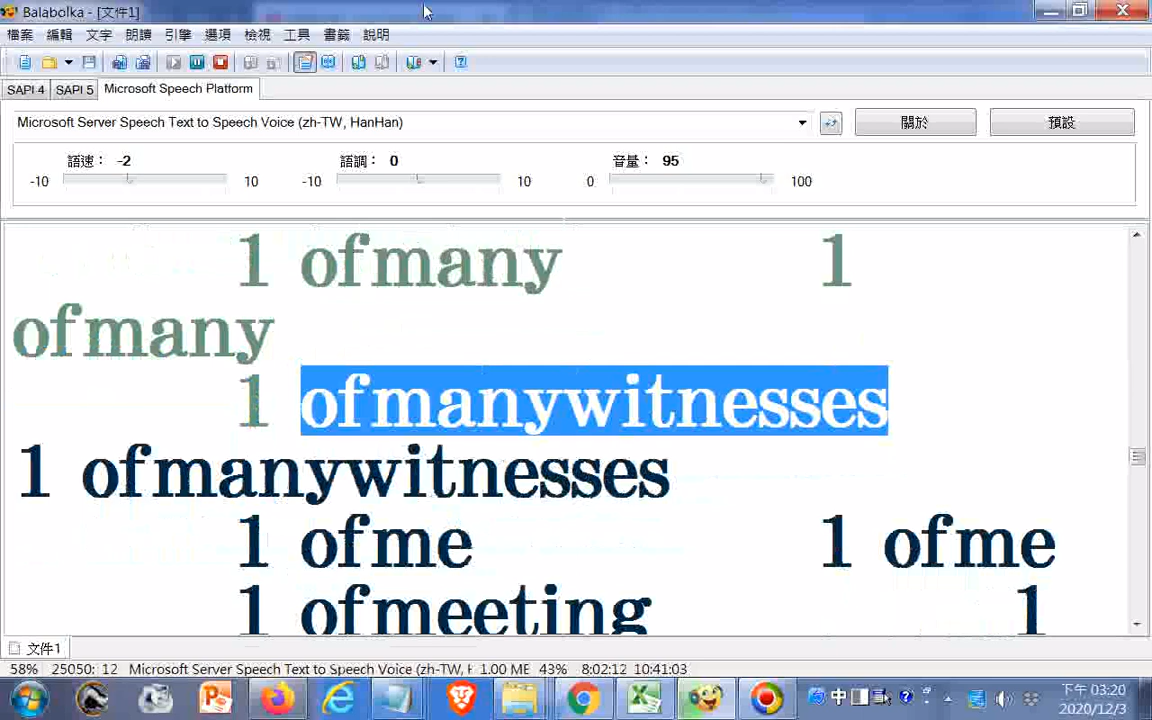 Balabolka - [文件1]
檔案 編輯 文字 朗讀 引擎 選項 檢視 工具 書籤 說明
SAPI 4 SAPI 5 Microsoft Speech Platform
Microsoft Server Speech Text to Speech Voice (zh-TW, HanHan) 關於 預設
語速： -2 語調： 0 音量： 95
-10 10 -10 10 0 100
1 ofmany 1
ofmany
1 ofmanywitnesses
1 ofmanywitnesses
1 ofme 1 ofme
1 ofmeeting 1
文件1
58% 25050: 12 Microsoft Server Speech Text to Speech Voice (zh-TW, H 1.00 ME 43% 8:02:12 10:41:03
中 下午 03:20
2020/12/3